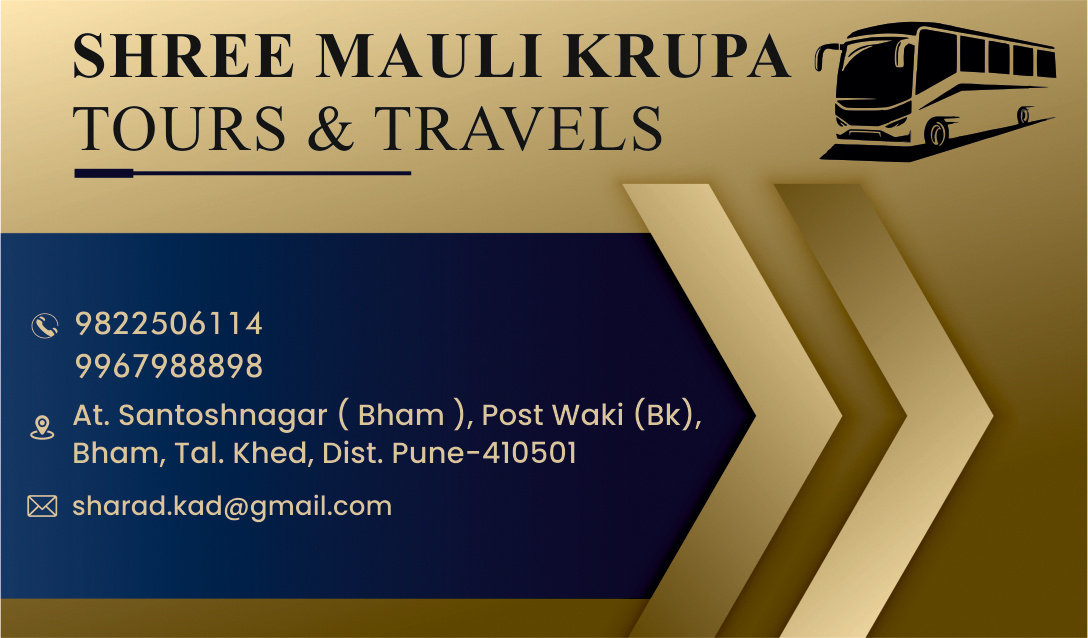 SHREE MAULI KRUPA
TOURS & TRAVELS
9822506114
9967988898
At. Santoshnagar ( Bham ), Post Waki (Bk),
Bham, Tal. Khed, Dist. Pune-410501
sharad.kad@gmail.com